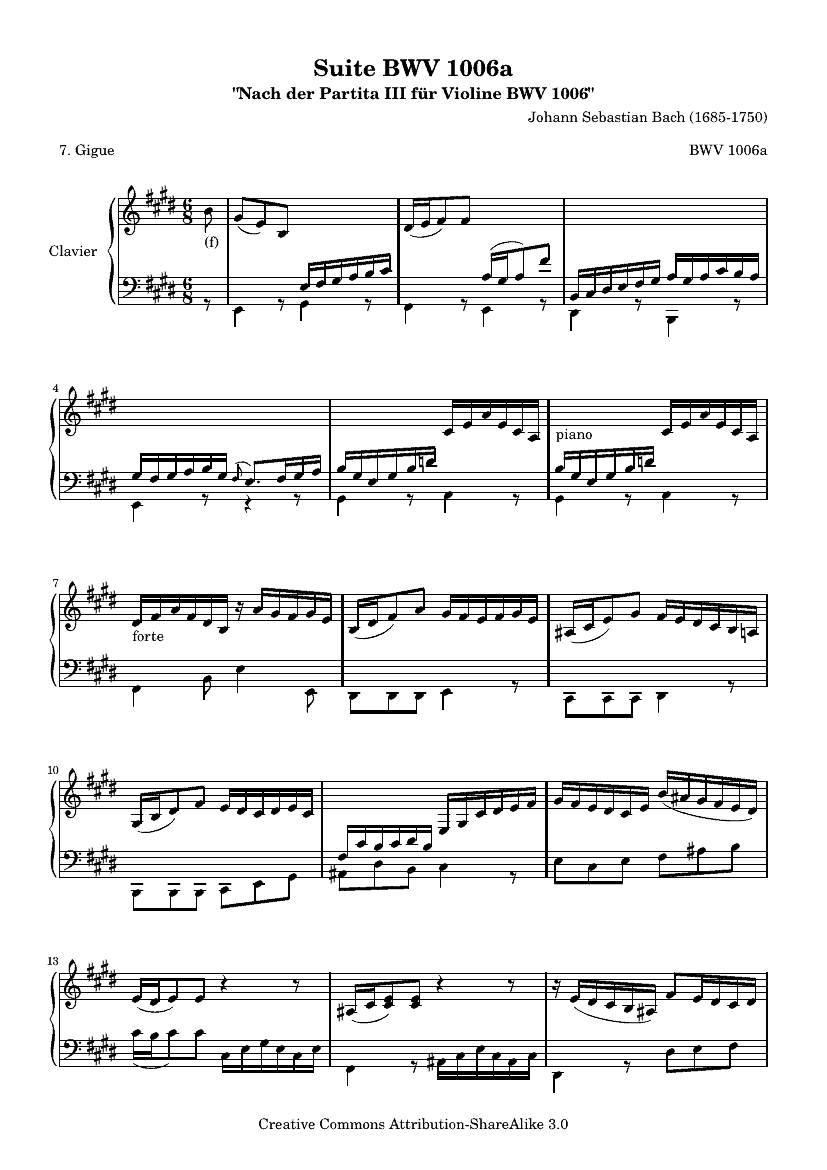 Suite BWV 1006a
"Nach der Partita III für Violine BWV 1006"
Johann Sebastian Bach (1685-1750)
7. Gigue BWV 1006a
Clavier
(f)
4
piano
7
forte
10
13
Creative Commons Attribution-ShareAlike 3.0